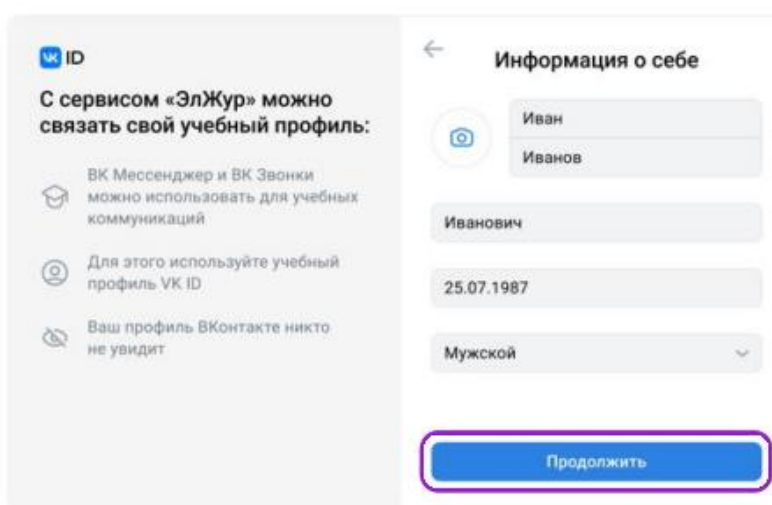 VK ID
С сервисом «ЭлЖур» можно
связать свой учебный профиль:
ВК Мессенджер и ВК Звонки
можно использовать для учебных
коммуникаций
Для этого используйте учебный
профиль VK ID
Ваш профиль ВКонтакте никто
не увидит
Информация о себе
Иван
Иванов
Иванович
25.07.1987
Мужской
Продолжить